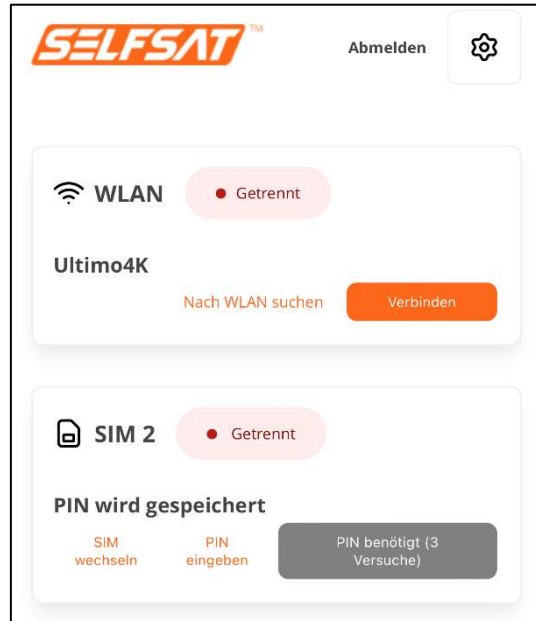 SELFSAT™
Abmelden
WLAN
Getrennt
Ultimo4K
Nach WLAN suchen
Verbinden
SIM 2
Getrennt
PIN wird gespeichert
SIM
wechseln
PIN
eingeben
PIN benötigt (3
Versuche)